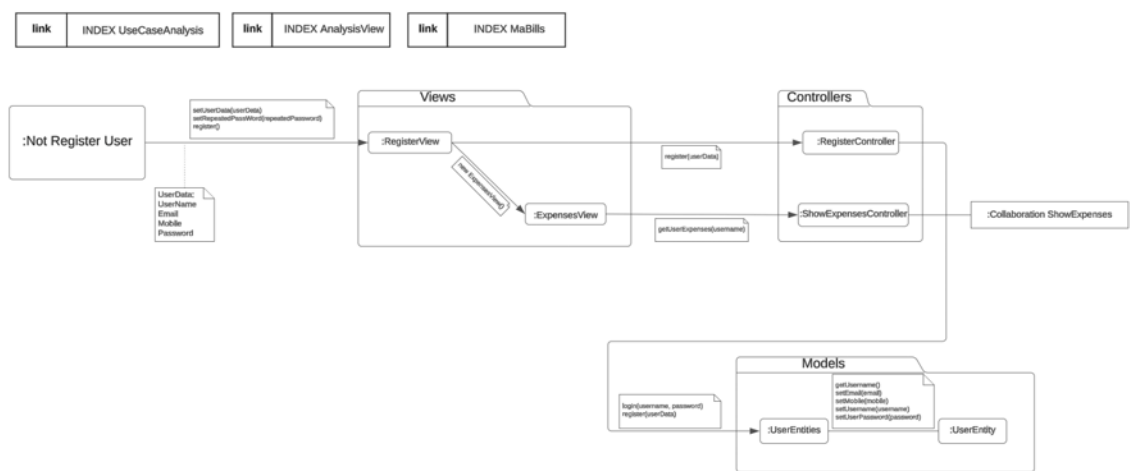 link INDEX UseCaseAnalysis
link INDEX AnalysisView
link INDEX MaBills
:Not Register User
setUserData(userData)
setRepeatedPassWord(repeatedPassword)
register()
UserData:
UserName
Email
Mobile
Password
Views
:RegisterView
new ExpensesView()
:ExpensesView
register(userData)
getUserExpenses(username)
Controllers
:RegisterController
:ShowExpensesController
:Collaboration ShowExpenses
Models
login(username, password)
register(userData)
:UserEntities
getUsername()
setEmail(email)
setMobile(mobile)
setUsername(username)
setUserPassword(password)
:UserEntity